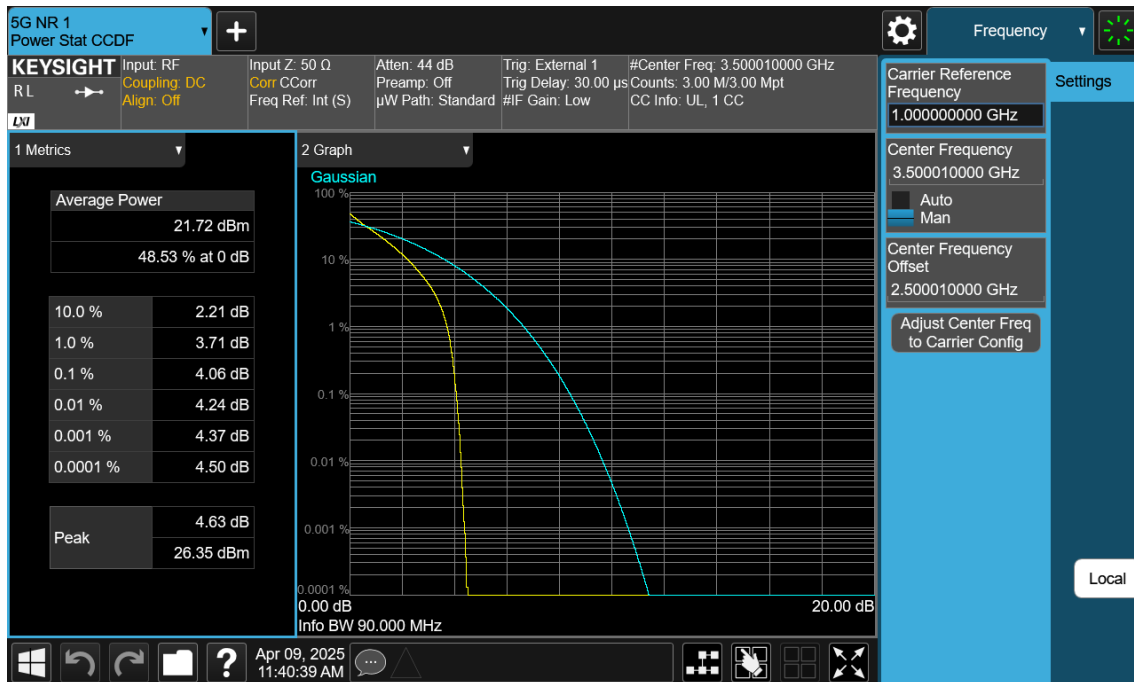 5G NR 1
Power Stat CCDF
Frequency
KEYSIGHT
R L
LXI
Input: RF
Coupling: DC
Align: Off
Input Z: 50 Ω
Corr CCorr
Freq Ref: Int (S)
Atten: 44 dB
Preamp: Off
µW Path: Standard
Trig: External 1
Trig Delay: 30.00 µs
#IF Gain: Low
#Center Freq: 3.500010000 GHz
Counts: 3.00 M/3.00 Mpt
CC Info: UL, 1 CC
Carrier Reference
Frequency
1.000000000 GHz
Settings
Center Frequency
3.500010000 GHz
Auto
Man
Center Frequency
Offset
2.500010000 GHz
Adjust Center Freq
to Carrier Config
Local
1 Metrics
Average Power
21.72 dBm
48.53 % at 0 dB
10.0 % 2.21 dB
1.0 % 3.71 dB
0.1 % 4.06 dB
0.01 % 4.24 dB
0.001 % 4.37 dB
0.0001 % 4.50 dB
Peak
4.63 dB
26.35 dBm
2 Graph
Gaussian
100 %
10 %
1 %
0.1 %
0.01 %
0.001 %
0.0001 %
0.00 dB 20.00 dB
Info BW 90.000 MHz
?
Apr 09, 2025
11:40:39 AM